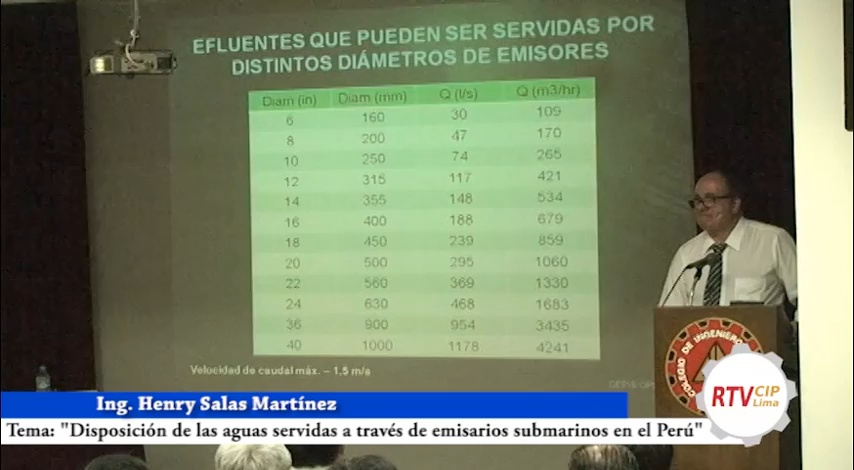 EFLUENTES QUE PUEDEN SER SERVIDAS POR
DISTINTOS DIÁMETROS DE EMISORES
Diam (in) Diam (mm) Q (l/s) Q (m3/hr)
6 160 30 109
8 200 47 170
10 250 74 265
12 315 117 421
14 355 148 534
16 400 188 679
18 450 239 859
20 500 295 1060
22 560 369 1330
24 630 468 1683
36 900 954 3435
40 1000 1178 4241
Velocidad de caudal máx. – 1.5 m/s
COLEGIO DE INGENIERO
RTV CIP
Lima
Ing. Henry Salas Martínez
Tema: "Disposición de las aguas servidas a través de emisarios submarinos en el Perú"